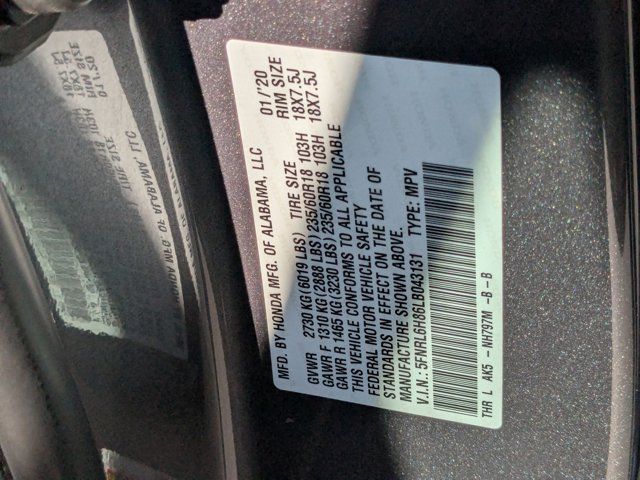 MFD. BY HONDA MFG. OF ALABAMA, LLC 01/'20
GVWR 2730 KG (6019 LBS) TIRE SIZE RIM SIZE
GAWR F 1310 KG (2888 LBS) 235/60R18 103H 18X7.5J
GAWR R 1465 KG (3230 LBS) 235/60R18 103H 18X7.5J
THIS VEHICLE CONFORMS TO ALL APPLICABLE
FEDERAL MOTOR VEHICLE SAFETY
STANDARDS IN EFFECT ON THE DATE OF
MANUFACTURE SHOWN ABOVE.
V.I.N.: 5FNRL6H86LB043131 TYPE: MPV
THR L AK5 - NH797M -B - B